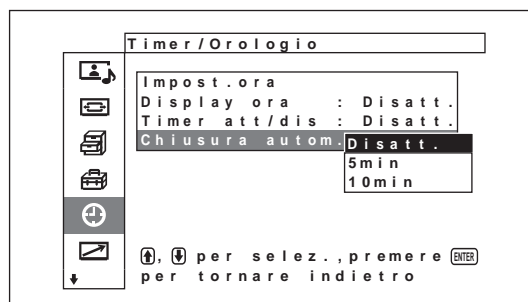 Timer/Orologio
Impost.ora
Display ora : Disatt.
Timer att/dis : Disatt.
Chiusura autom. Disatt.
5min
10min
, per selez.,premere ENTER
per tornare indietro